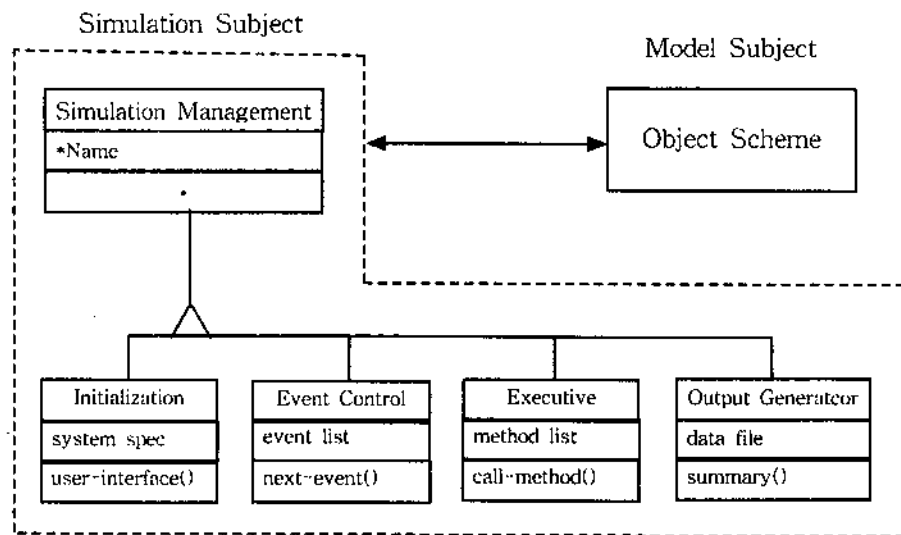 Simulation Subject
Model Subject
Simulation Management
*Name
Object Scheme
Initialization
system spec
user-interface()
Event Control
event list
next-event()
Executive
method list
call-method()
Output Generatcor
data file
summary()